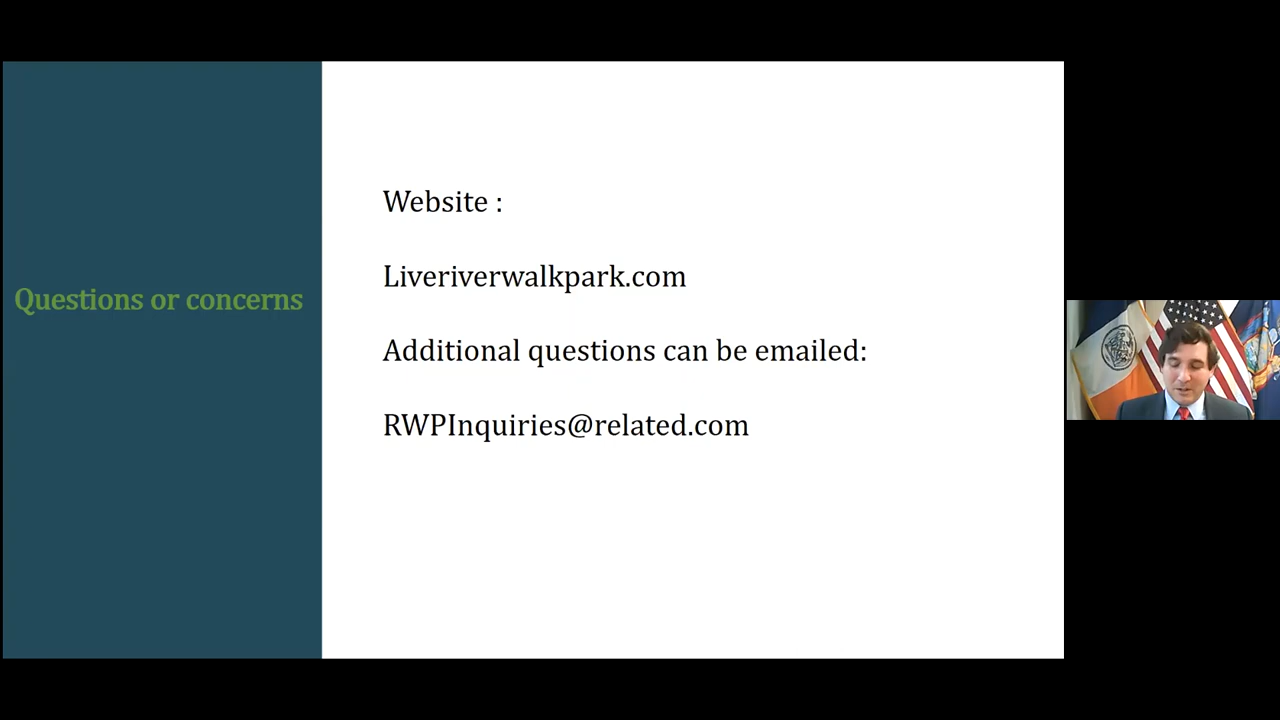 Questions or concerns
Website :
Liveriverwalkpark.com
Additional questions can be emailed:
RWPInquiries@related.com